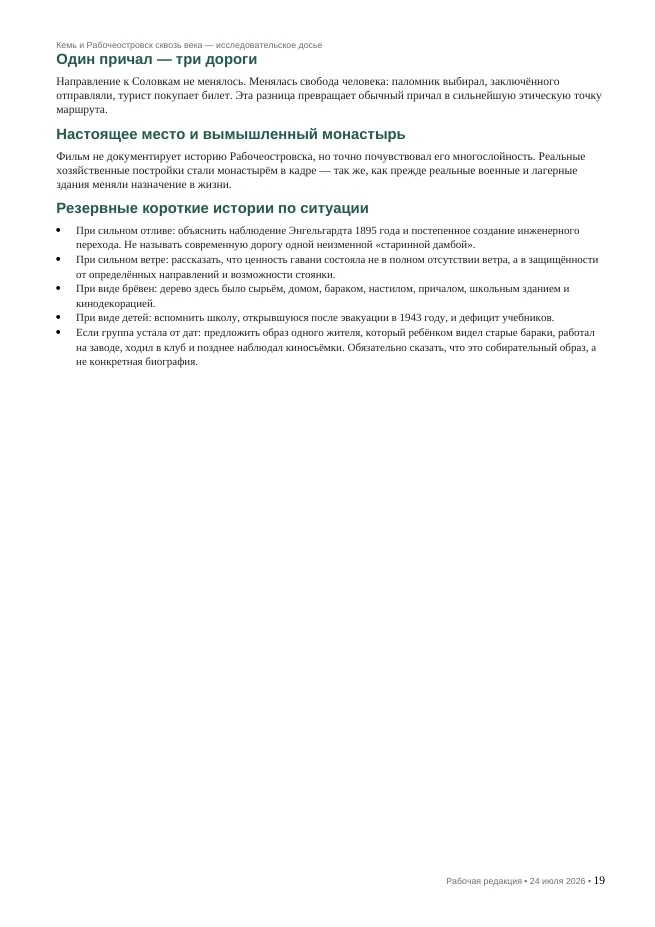 Кемь и Рабочеостровск сквозь века — исследовательское досье
Один причал — три дороги
Направление к Соловкам не менялось. Менялась свобода человека: паломник выбирал, заключённого
отправляли, турист покупает билет. Эта разница превращает обычный причал в сильнейшую этическую точку
маршрута.
Настоящее место и вымышленный монастырь
Фильм не документирует историю Рабочеостровска, но точно почувствовал его многослойность. Реальные
хозяйственные постройки стали монастырём в кадре — так же, как прежде реальные военные и лагерные
здания меняли назначение в жизни.
Резервные короткие истории по ситуации
• При сильном отливе: объяснить наблюдение Энгельгардта 1895 года и постепенное создание инженерного
перехода. Не называть современную дорогу одной неизменной «старинной дамбой».
• При сильном ветре: рассказать, что ценность гавани состояла не в полном отсутствии ветра, а в защищённости
от определённых направлений и возможности стоянки.
• При виде брёвен: дерево здесь было сырьём, домом, бараком, настилом, причалом, школьным зданием и
кинодекорацией.
• При виде детей: вспомнить школу, открывшуюся после эвакуации в 1943 году, и дефицит учебников.
• Если группа устала от дат: предложить образ одного жителя, который ребёнком видел старые бараки, работал
на заводе, ходил в клуб и позднее наблюдал киносъёмки. Обязательно сказать, что это собирательный образ, а
не конкретная биография.
Рабочая редакция • 24 июля 2026 • 19